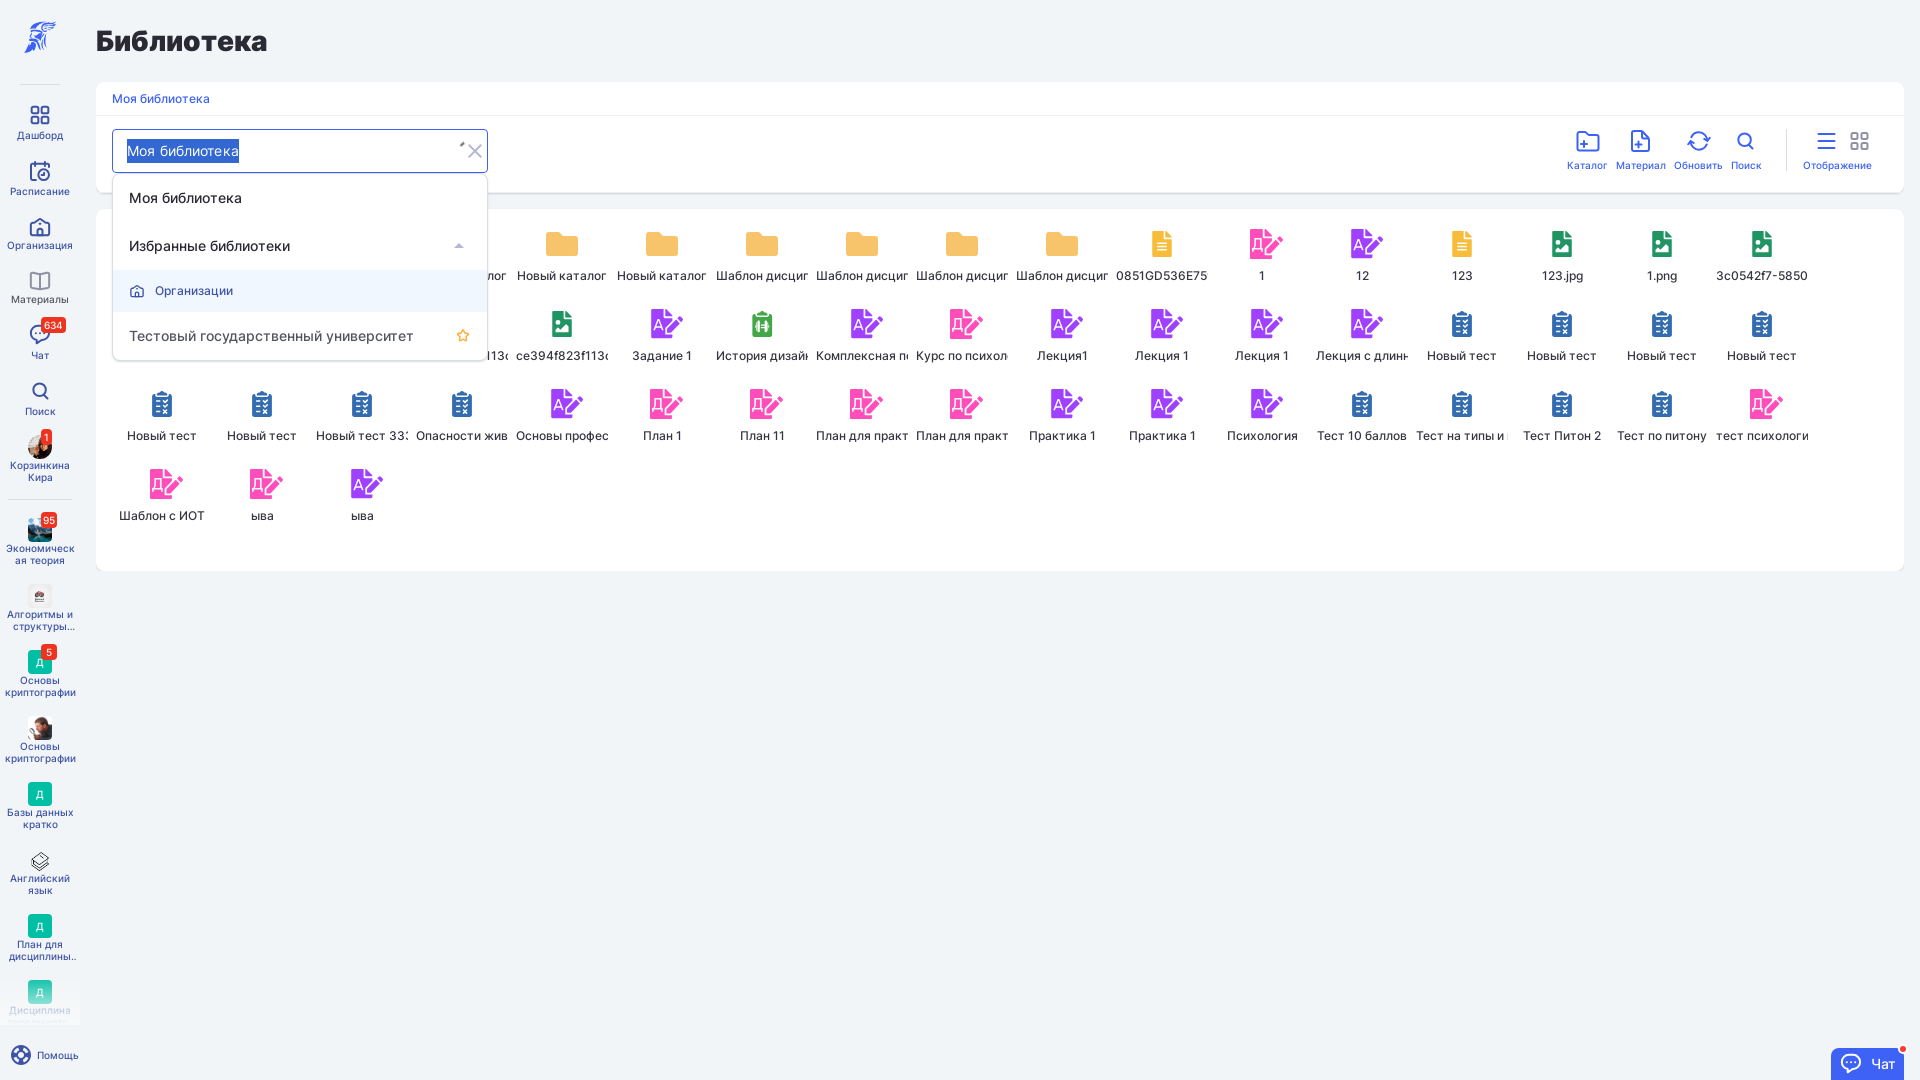 Библиотека
Моя библиотека
Моя библиотека
Каталог
Материал
Обновить
Поиск
Отображение
Моя библиотека
Избранные библиотеки
Организации
Тестовый государственный университет
Дашборд
Расписание
Организация
Материалы
634
Чат
Поиск
1
Корзинкина
Кира
95
Экономическ
ая теория
Алгоритмы и
структуры...
Д
5
Основы
криптографии
Основы
криптографии
Д
Базы данных
кратко
Английский
язык
Д
План для
дисциплины..
Д
Дисциплина
Помощь
Новый каталог
Новый каталог
Шаблон дисцип
Шаблон дисцип
Шаблон дисцип
Шаблон дисцип
0851GD536E75
1
12
123
123.jpg
1.png
3c0542f7-5850
ce394f823f113c
Задание 1
История дизайн
Комплексная по
Курс по психоло
Лекция1
Лекция 1
Лекция 1
Лекция с длинн
Новый тест
Новый тест
Новый тест
Новый тест
Новый тест
Новый тест
Новый тест 333
Опасности жив
Основы професс
План 1
План 11
План для практ
План для практ
Практика 1
Практика 1
Психология
Тест 10 баллов
Тест на типы и
Тест Питон 2
Тест по питону
тест психологи
Шаблон с ИОТ
ыва
ыва
Чат